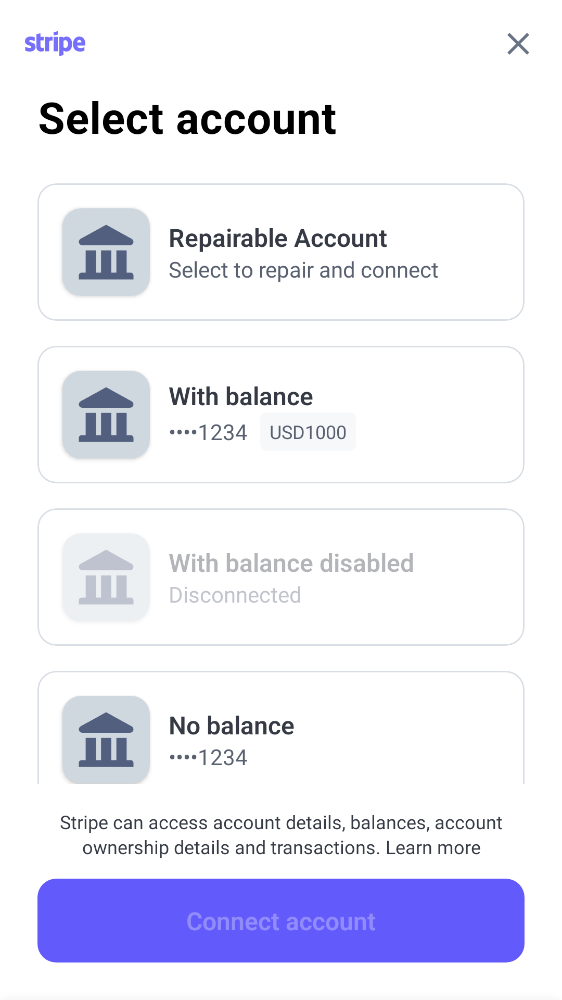 stripe
Select account
Repairable Account
Select to repair and connect
With balance
••••1234 USD1000
With balance disabled
Disconnected
No balance
••••1234
Stripe can access account details, balances, account
ownership details and transactions. Learn more
Connect account